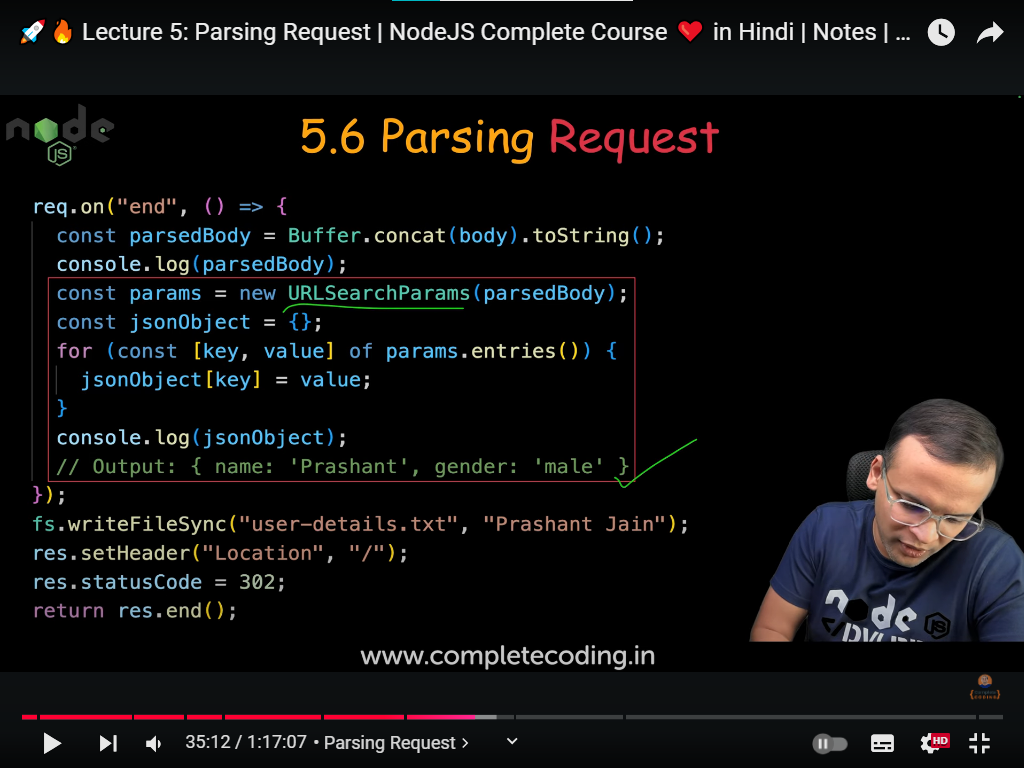 🚀🔥 Lecture 5: Parsing Request | NodeJS Complete Course ❤️ in Hindi | Notes | ...
node
JS
5.6 Parsing Request
req.on("end", () => {
const parsedBody = Buffer.concat(body).toString();
console.log(parsedBody);
const params = new URLSearchParams(parsedBody);
const jsonObject = {};
for (const [key, value] of params.entries()) {
jsonObject[key] = value;
}
console.log(jsonObject);
// Output: { name: 'Prashant', gender: 'male' }
});
fs.writeFileSync("user-details.txt", "Prashant Jain");
res.setHeader("Location", "/");
res.statusCode = 302;
return res.end();
node
JS
www.completecoding.in
35:12 / 1:17:07 • Parsing Request >
HD